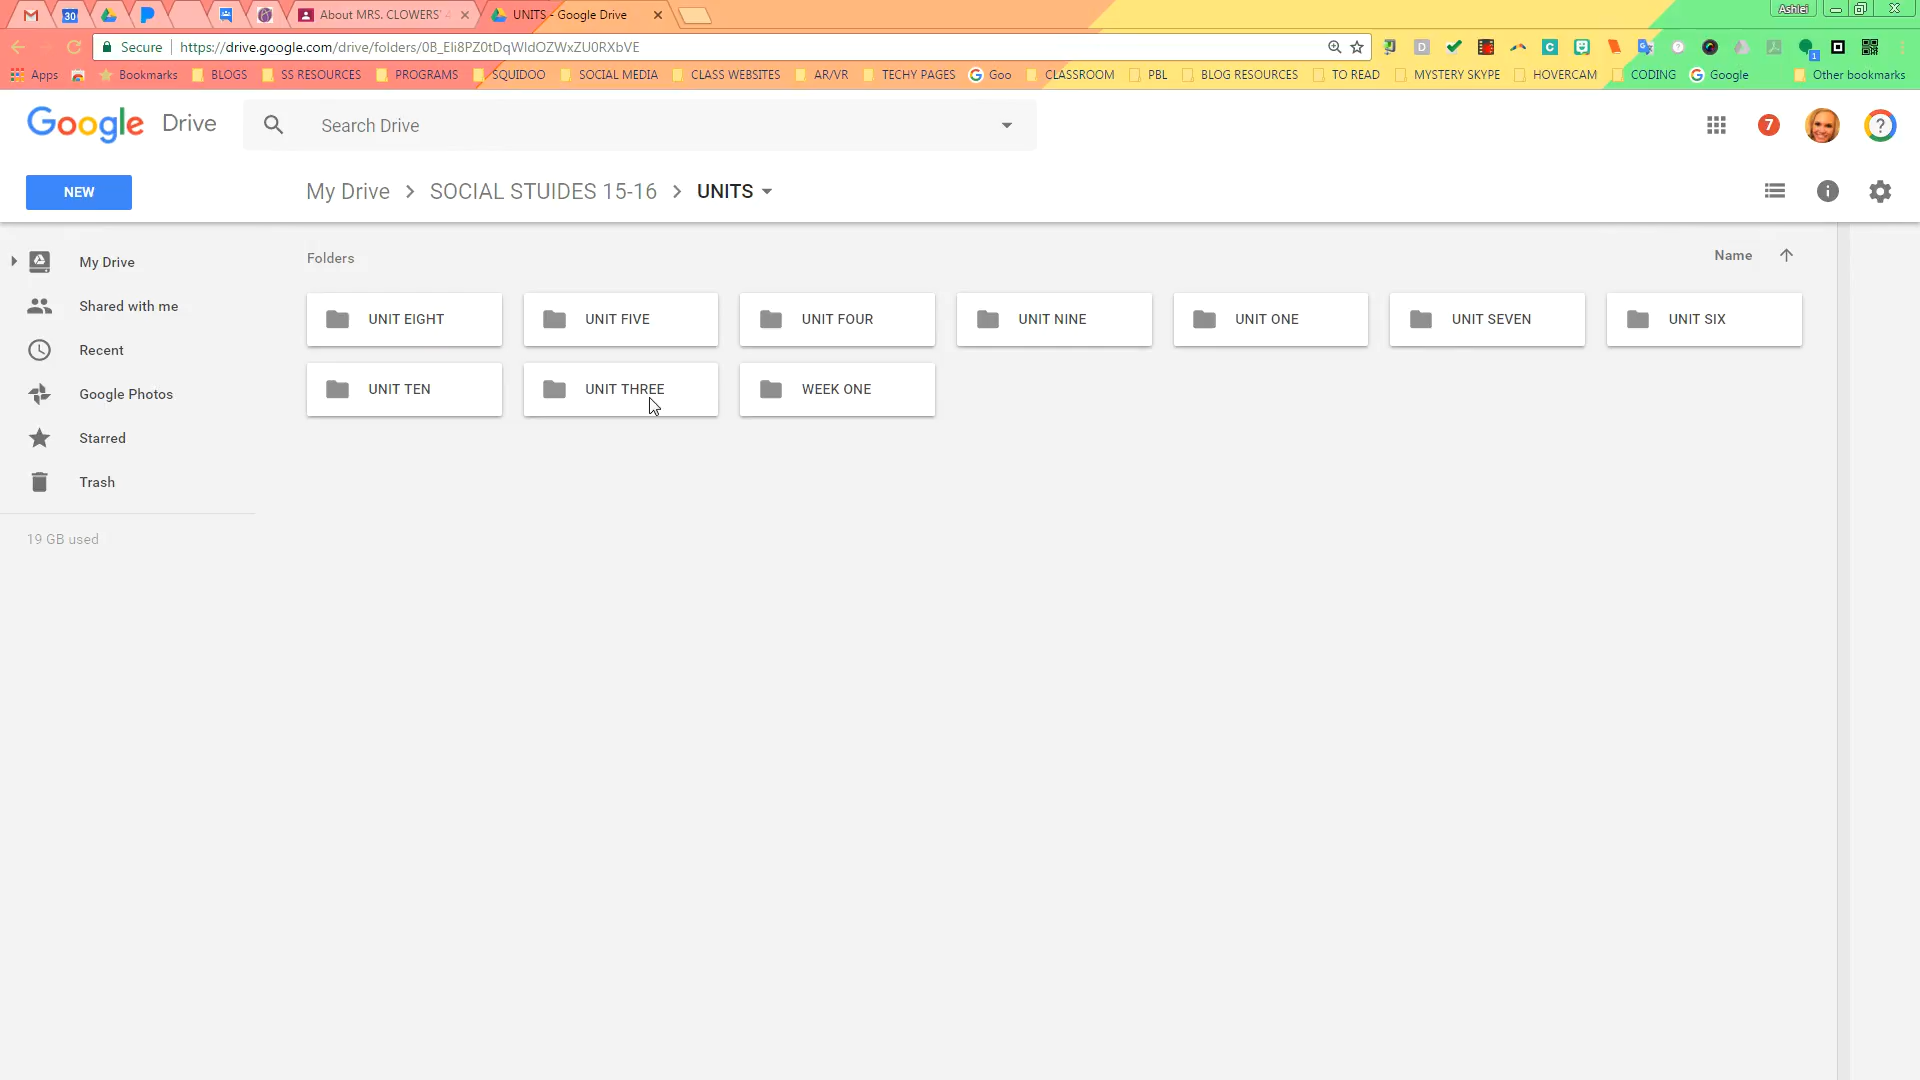 30
About MRS. CLOWERS'
UNITS - Google Drive
Ashlei
Secure
https://drive.google.com/drive/folders/0B_Eli8PZ0tDqWldOZWxZU0RXbVE
Apps
Bookmarks
BLOGS
SS RESOURCES
PROGRAMS
SQUIDOO
SOCIAL MEDIA
CLASS WEBSITES
AR/VR
TECHY PAGES
Goo
CLASSROOM
PBL
BLOG RESOURCES
TO READ
MYSTERY SKYPE
HOVERCAM
CODING
Google
Other bookmarks
Google Drive
Search Drive
7
?
NEW
My Drive > SOCIAL STUIDES 15-16 > UNITS
My Drive
Shared with me
Recent
Google Photos
Starred
Trash
19 GB used
Folders
Name
UNIT EIGHT
UNIT FIVE
UNIT FOUR
UNIT NINE
UNIT ONE
UNIT SEVEN
UNIT SIX
UNIT TEN
UNIT THREE
WEEK ONE